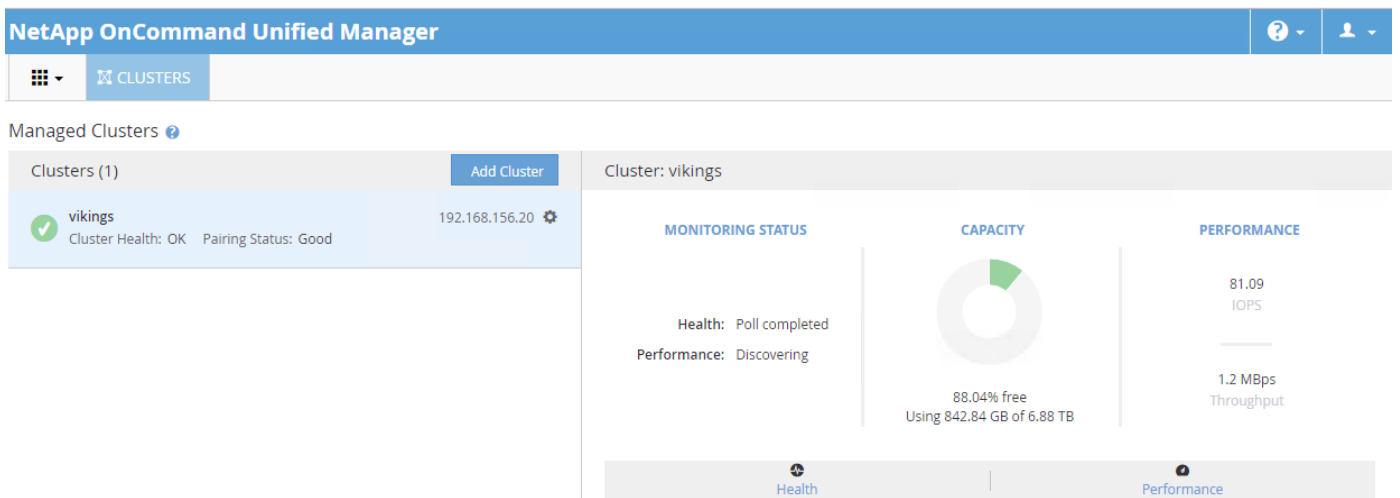 NetApp OnCommand Unified Manager
CLUSTERS
Managed Clusters
Clusters (1)
Add Cluster
vikings
192.168.156.20
Cluster Health: OK Pairing Status: Good
Cluster: vikings
MONITORING STATUS
Health: Poll completed
Performance: Discovering
CAPACITY
88.04% free
Using 842.84 GB of 6.88 TB
PERFORMANCE
81.09
IOPS
1.2 MBps
Throughput
Health
Performance